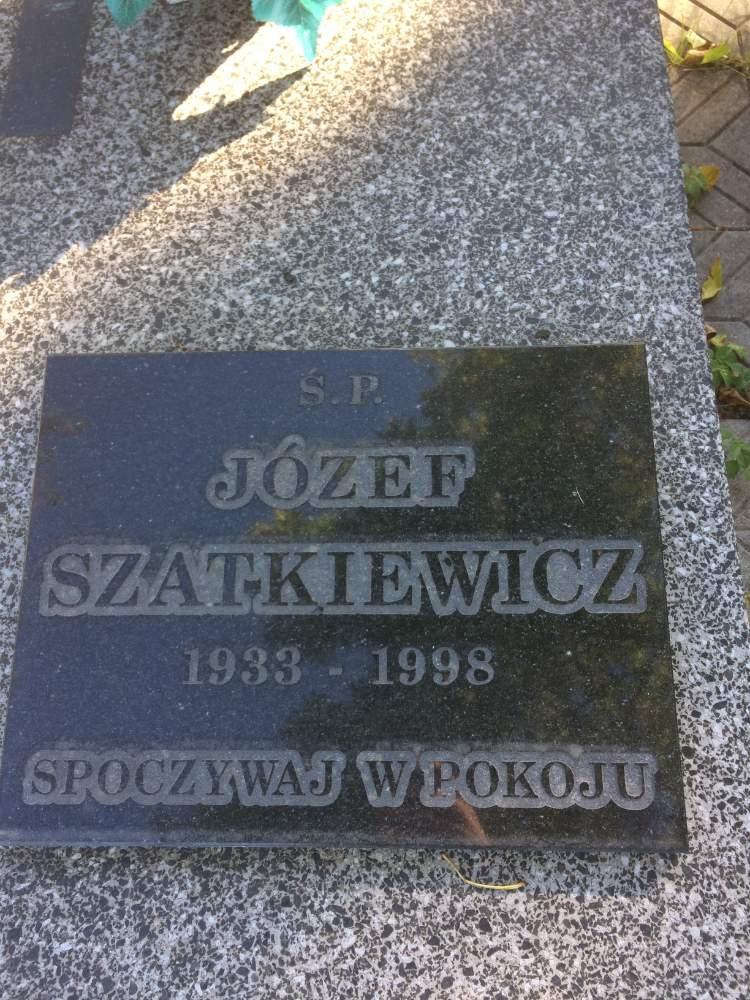 Ś.P.
JÓZEF
SZATKIEWICZ
1933 - 1998
SPOCZYWAJ W POKOJU